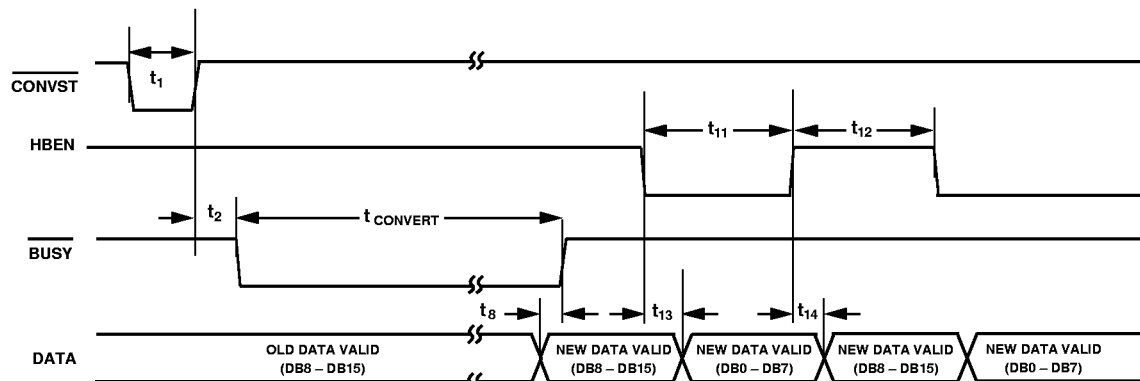 CONVST
t1
HBEN
t11
t12
t2
tCONVERT
BUSY
t8
t13
t14
DATA
OLD DATA VALID
(DB8 – DB15)
NEW DATA VALID
(DB8 – DB15)
NEW DATA VALID
(DB0 – DB7)
NEW DATA VALID
(DB8 – DB15)
NEW DATA VALID
(DB0 – DB7)